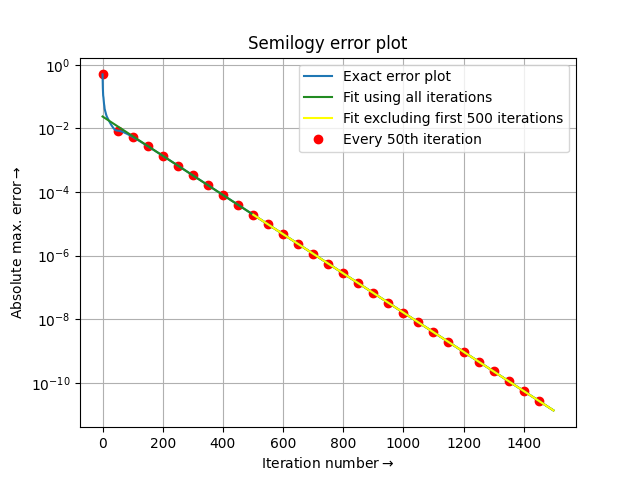 Semilogy error plot
Absolute max. error→
10⁰
10⁻²
10⁻⁴
10⁻⁶
10⁻⁸
10⁻¹⁰
Exact error plot
Fit using all iterations
Fit excluding first 500 iterations
Every 50th iteration
0 200 400 600 800 1000 1200 1400
Iteration number→